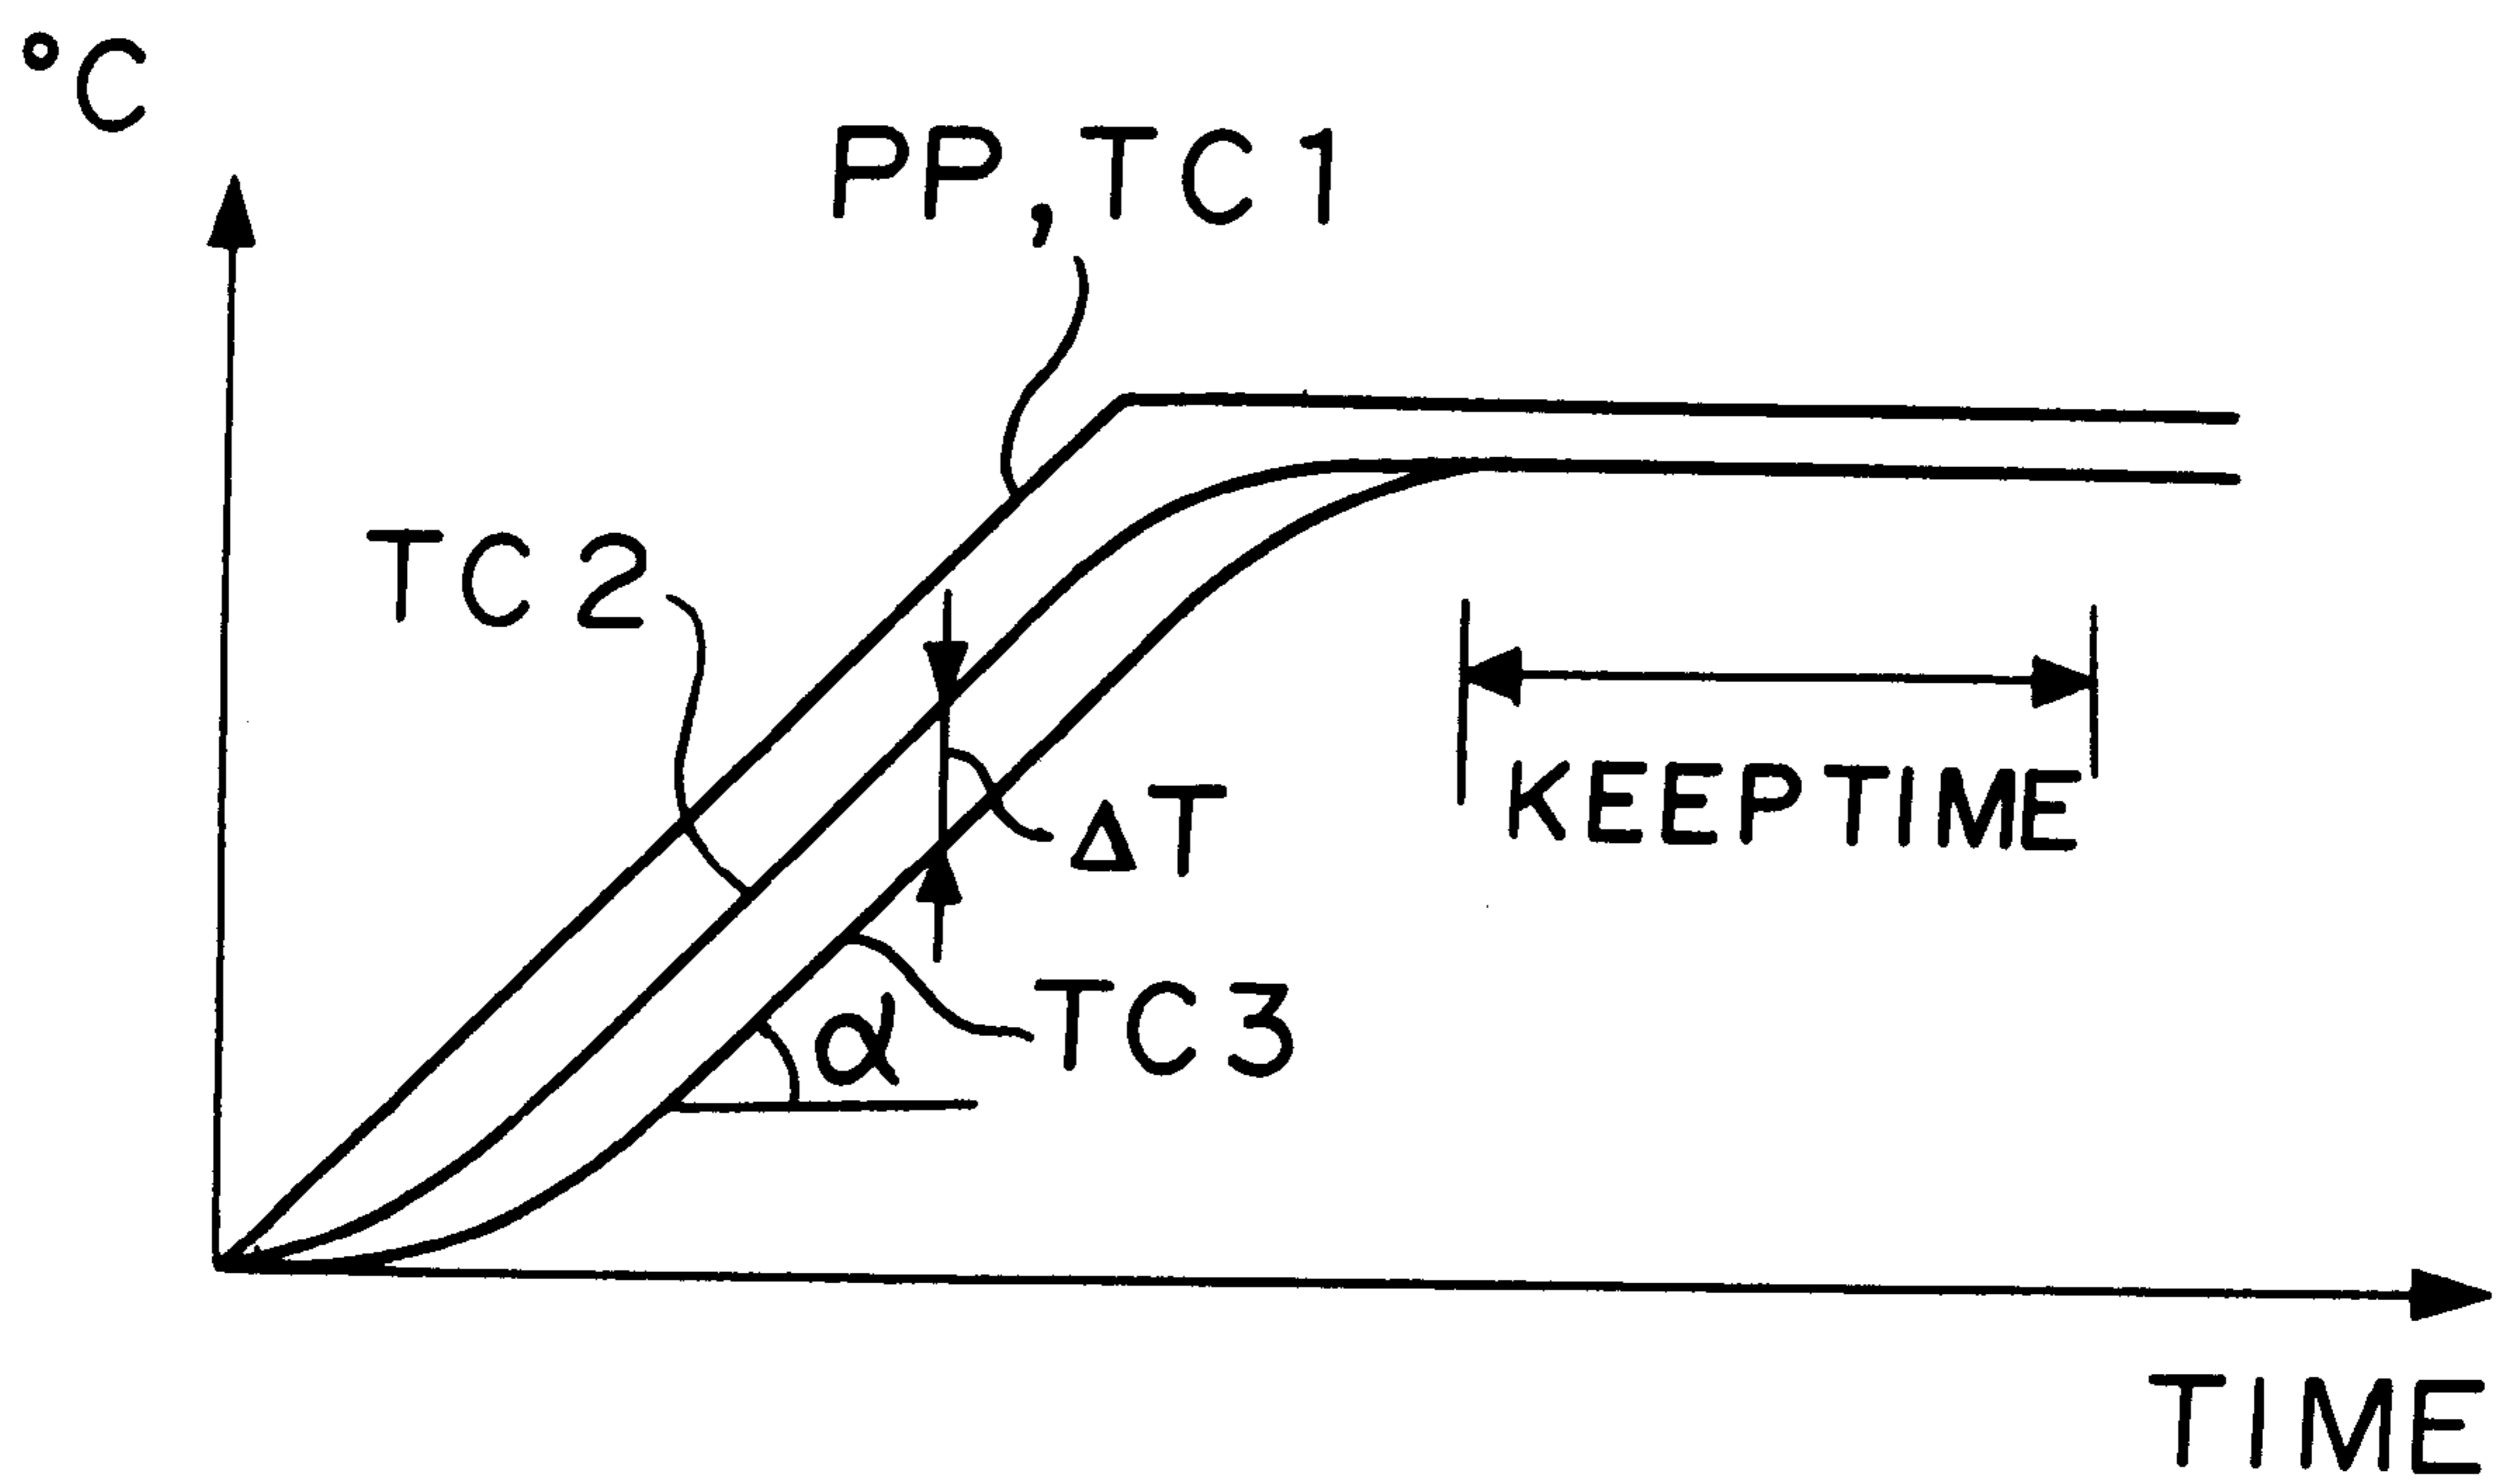 °C
PP, TC1
TC2
ΔT
KEEPTIME
TC3
α
TIME